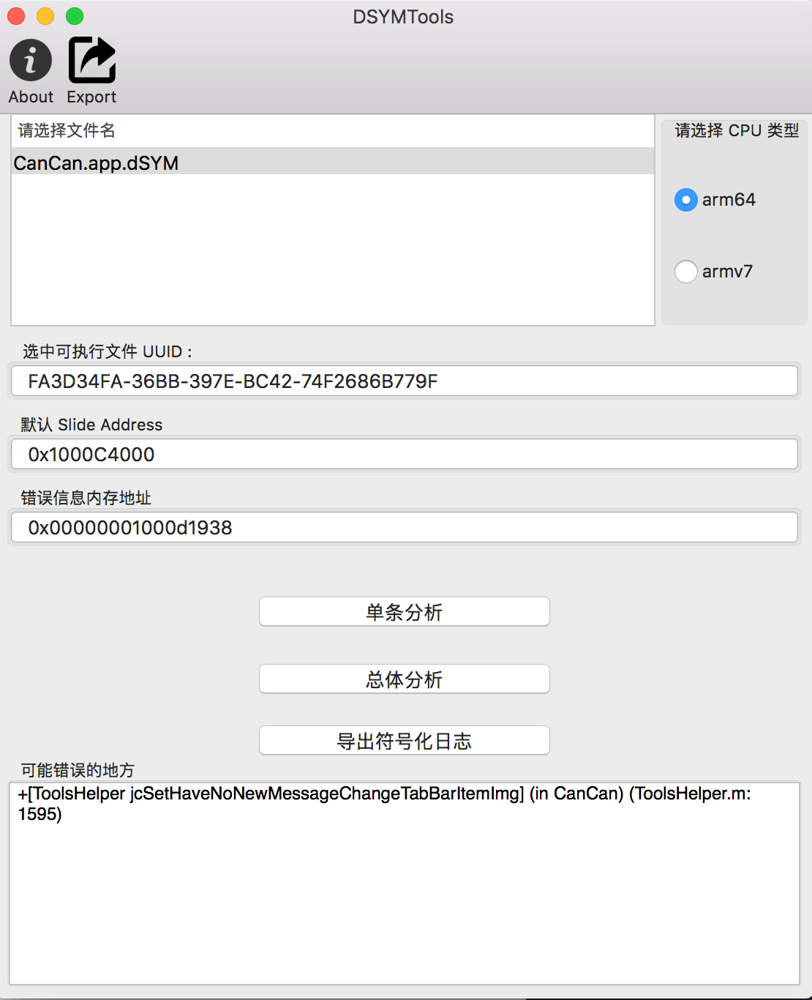 DSYMTools
About Export
请选择文件名
请选择 CPU 类型
CanCan.app.dSYM
arm64
armv7
选中可执行文件 UUID :
FA3D34FA-36BB-397E-BC42-74F2686B779F
默认 Slide Address
0x1000C4000
错误信息内存地址
0x00000001000d1938
单条分析
总体分析
导出符号化日志
可能错误的地方
+[ToolsHelper jcSetHaveNoNewMessageChangeTabBarItemImg] (in CanCan) (ToolsHelper.m:
1595)